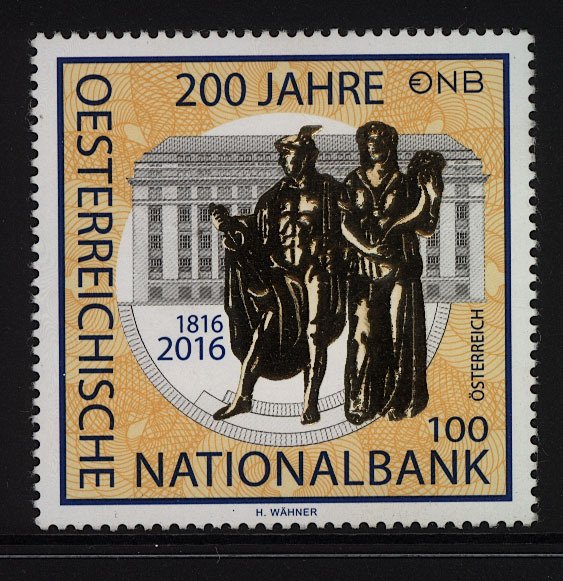 200 JAHRE
ONB
OESTERREICHISCHE
1816
2016
ÖSTERREICH
100
NATIONALBANK
H. WÄHNER